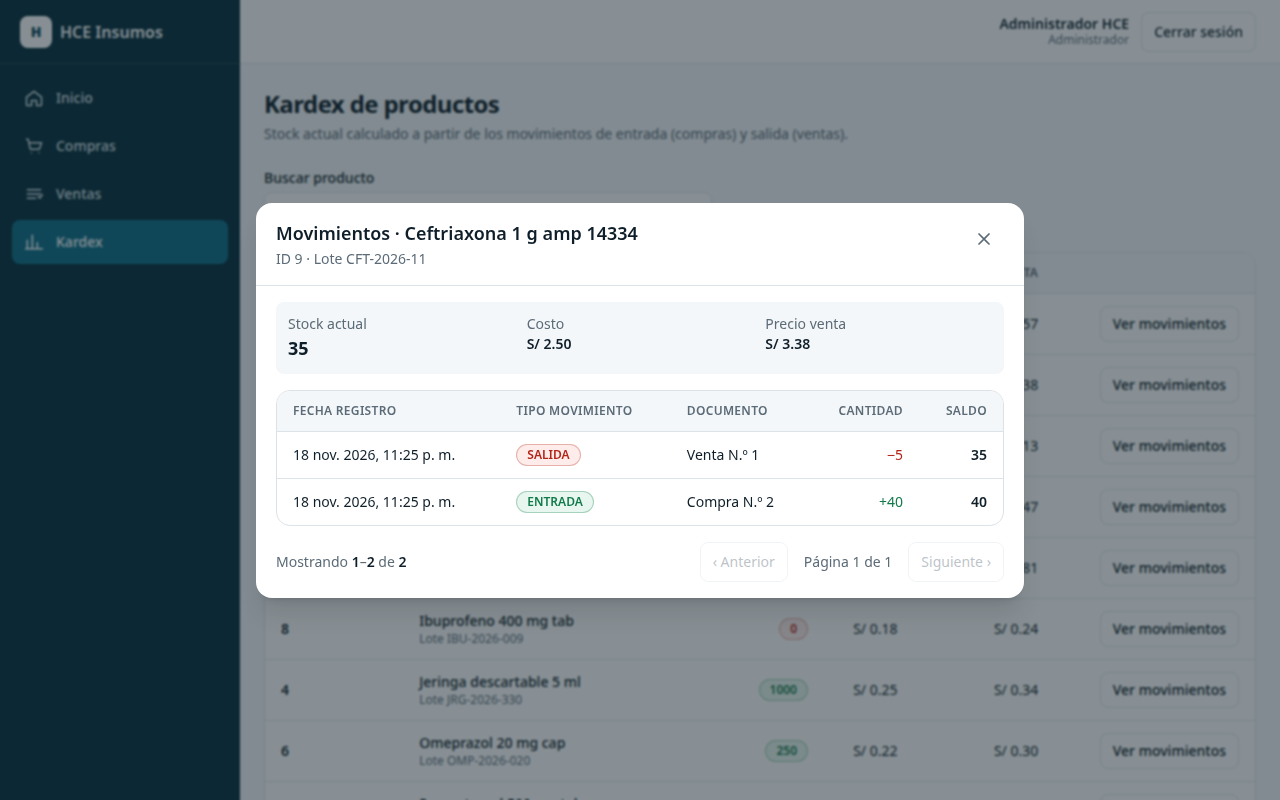 H HCE Insumos
Administrador HCE
Administrador
Cerrar sesión
Inicio
Compras
Ventas
Kardex
Kardex de productos
Stock actual calculado a partir de los movimientos de entrada (compras) y salida (ventas).
Buscar producto
Movimientos · Ceftriaxona 1 g amp 14334
ID 9 · Lote CFT-2026-11
Stock actual Costo Precio venta
35 S/ 2.50 S/ 3.38
FECHA REGISTRO TIPO MOVIMIENTO DOCUMENTO CANTIDAD SALDO
18 nov. 2026, 11:25 p. m. SALIDA Venta N.º 1 −5 35
18 nov. 2026, 11:25 p. m. ENTRADA Compra N.º 2 +40 40
Mostrando 1–2 de 2 ‹ Anterior Página 1 de 1 Siguiente ›
TA
57 Ver movimientos
38 Ver movimientos
13 Ver movimientos
47 Ver movimientos
81 Ver movimientos
8 Ibuprofeno 400 mg tab 0 S/ 0.18 S/ 0.24 Ver movimientos
Lote IBU-2026-009
4 Jeringa descartable 5 ml 1000 S/ 0.25 S/ 0.34 Ver movimientos
Lote JRG-2026-330
6 Omeprazol 20 mg cap 250 S/ 0.22 S/ 0.30 Ver movimientos
Lote OMP-2026-020